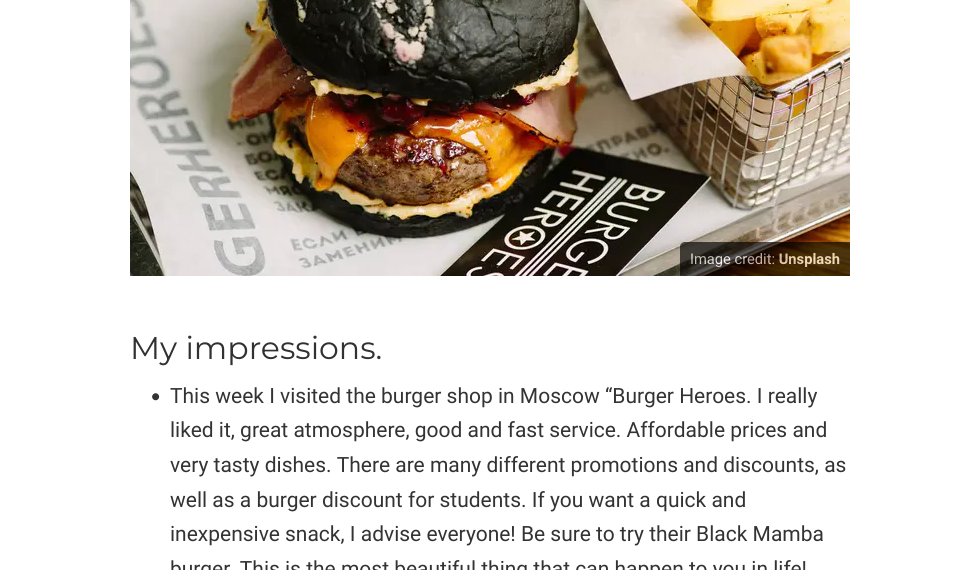 GERHEROES
ЕСЛИ
ЗАМЕНИ
BURGE
HEROES
Image credit: Unsplash
My impressions.
• This week I visited the burger shop in Moscow “Burger Heroes. I really
liked it, great atmosphere, good and fast service. Affordable prices and
very tasty dishes. There are many different promotions and discounts, as
well as a burger discount for students. If you want a quick and
inexpensive snack, I advise everyone! Be sure to try their Black Mamba
burger. This is the most beautiful thing that can happen to you in life!